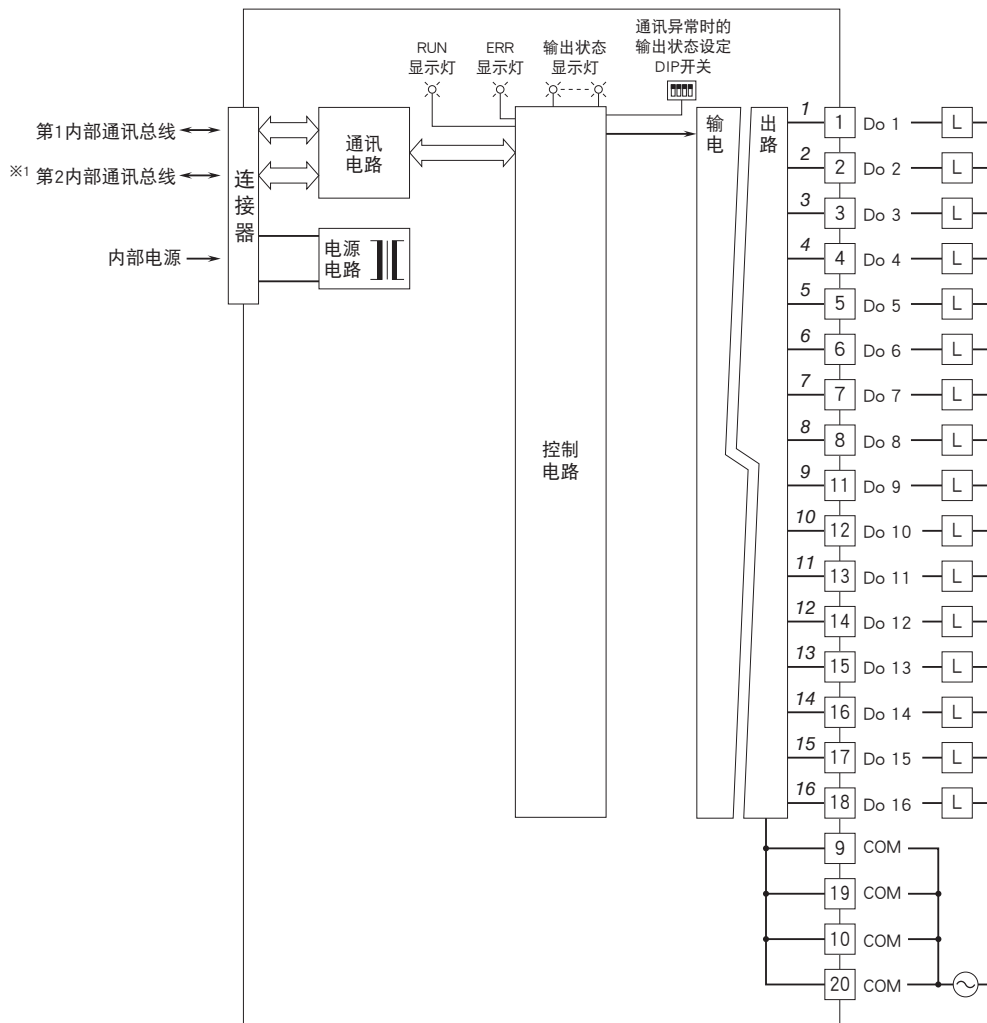 RUN
显示灯
ERR
显示灯
输出状态
显示灯
通讯异常时的
输出状态设定
DIP开关
第1内部通讯总线
※1 第2内部通讯总线
内部电源
连接器
通讯
电路
电源
电路
控制
电路
输 出
电 路
1 1 Do 1 L
2 2 Do 2 L
3 3 Do 3 L
4 4 Do 4 L
5 5 Do 5 L
6 6 Do 6 L
7 7 Do 7 L
8 8 Do 8 L
9 11 Do 9 L
10 12 Do 10 L
11 13 Do 11 L
12 14 Do 12 L
13 15 Do 13 L
14 16 Do 14 L
15 17 Do 15 L
16 18 Do 16 L
9 COM
19 COM
10 COM
20 COM